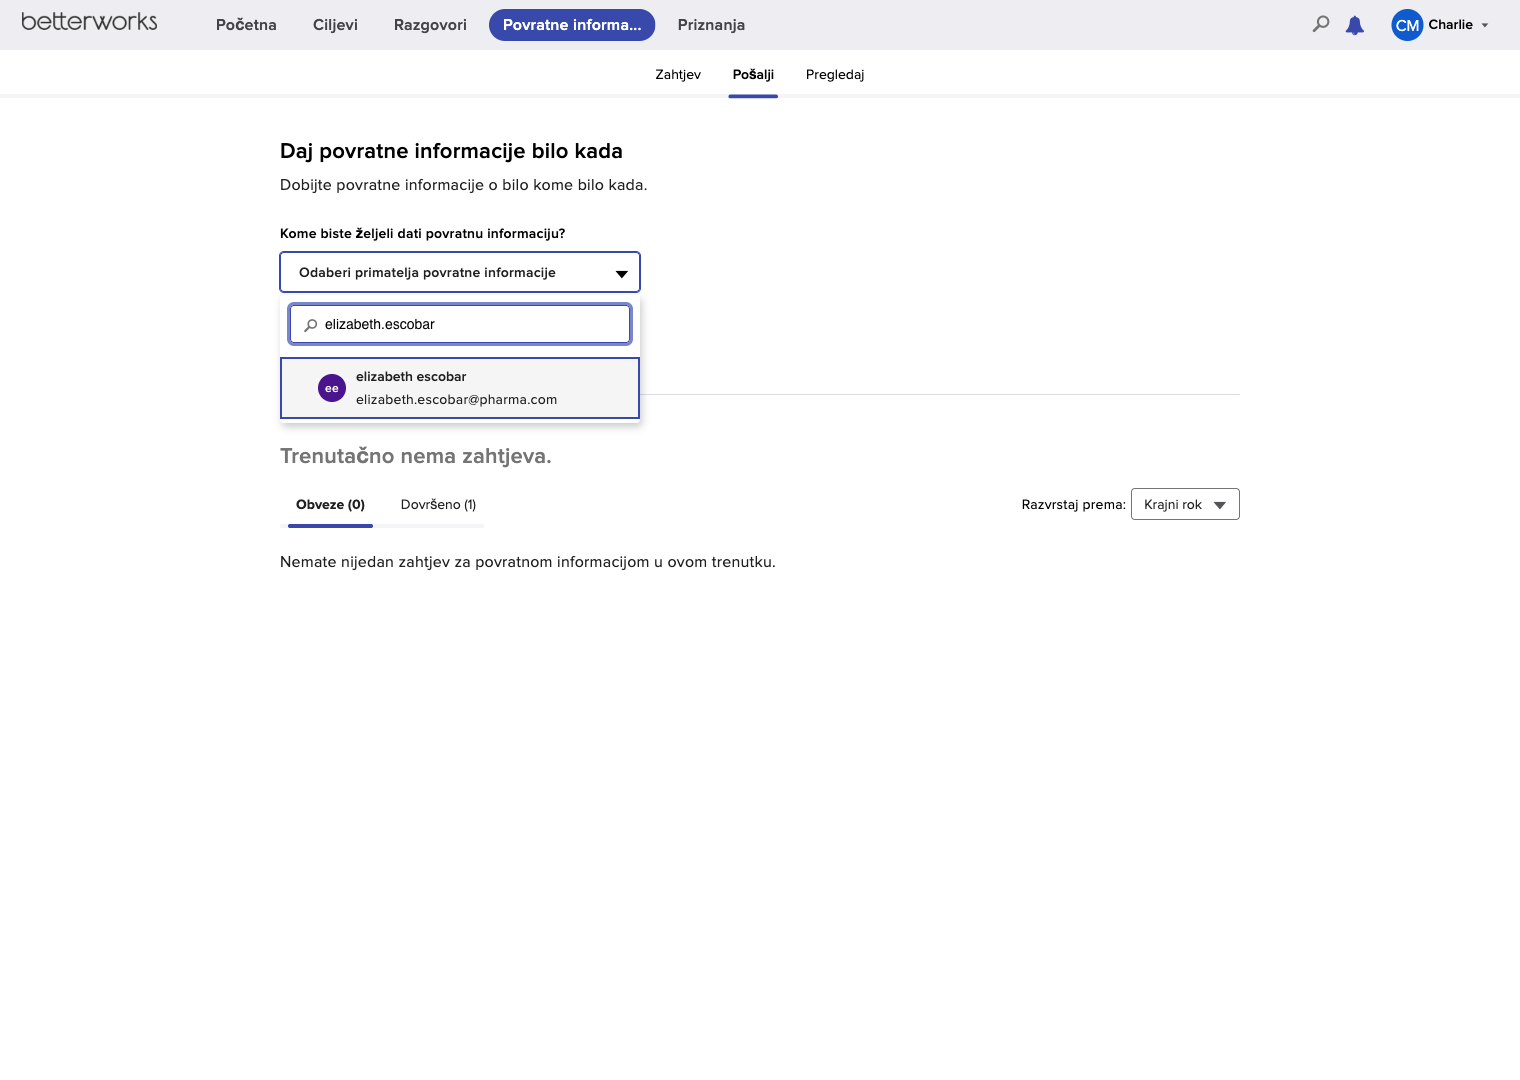 betterworks
Početna Ciljevi Razgovori Povratne informa... Priznanja
CM Charlie
Zahtjev Pošalji Pregledaj
Daj povratne informacije bilo kada
Dobijte povratne informacije o bilo kome bilo kada.
Kome biste željeli dati povratnu informaciju?
Odaberi primatelja povratne informacije
elizabeth.escobar
ee
elizabeth escobar
elizabeth.escobar@pharma.com
Trenutačno nema zahtjeva.
Obveze (0) Dovršeno (1)
Razvrstaj prema: Krajni rok
Nemate nijedan zahtjev za povratnom informacijom u ovom trenutku.